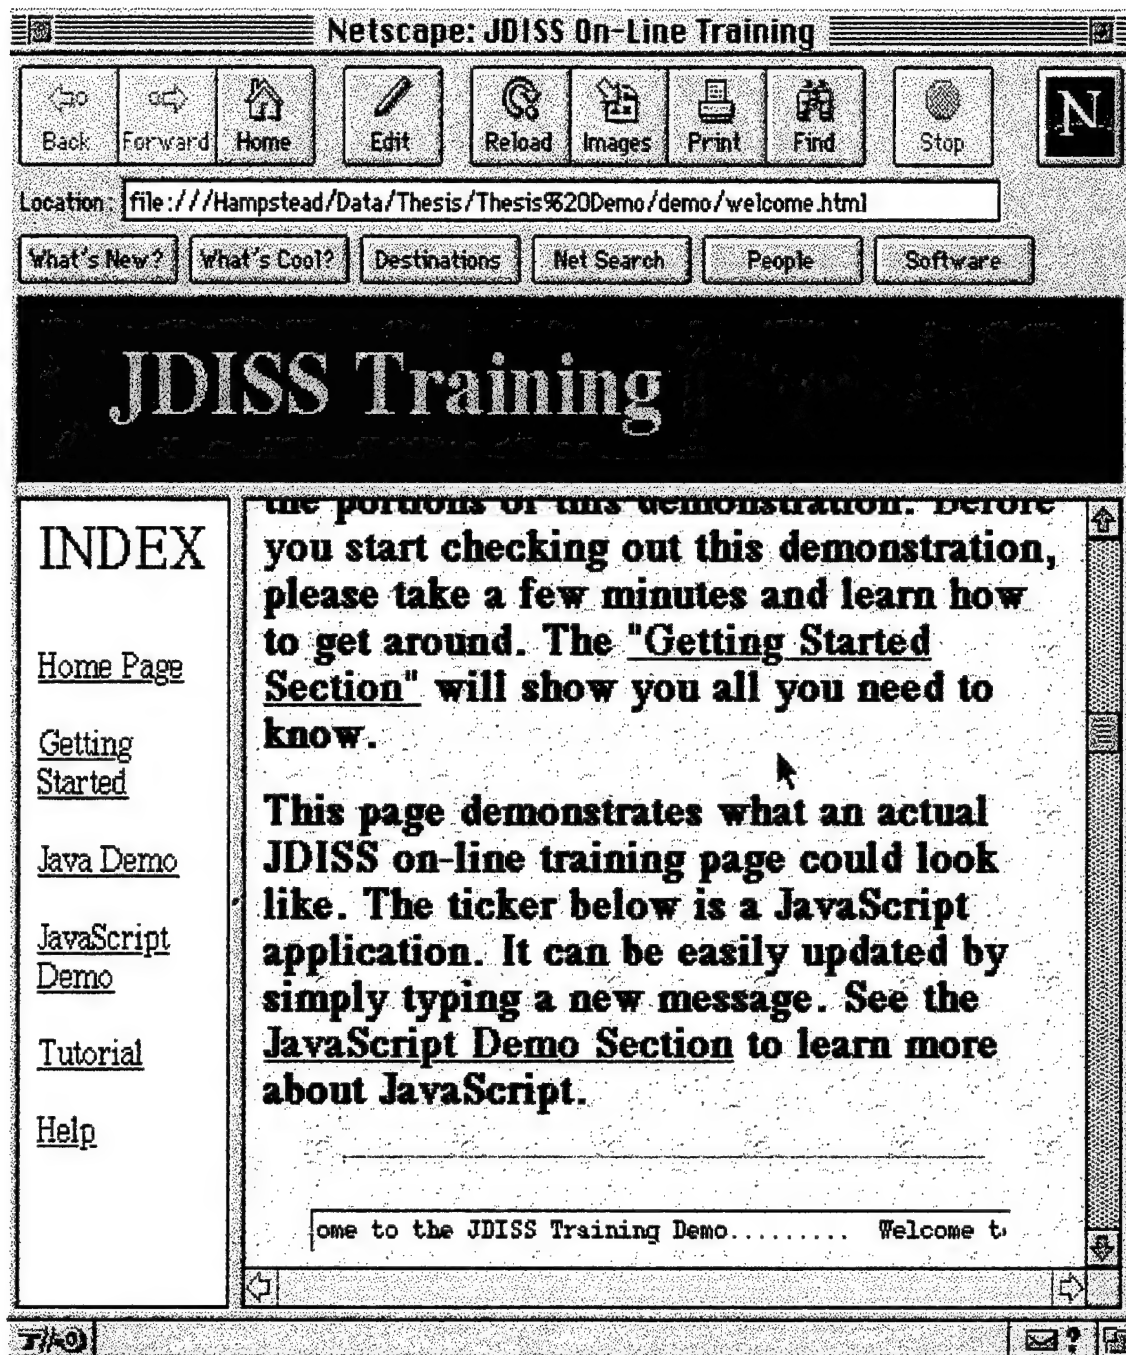 Netscape: JDISS On-Line Training
Back Forward Home Edit Reload Images Print Find Stop N
Location: file:///Hampstead/Data/Thesis/Thesis%20Demo/demo/welcome.html
What's New? What's Cool? Destinations Net Search People Software
JDISS Training
INDEX
Home Page
Getting
Started
Java Demo
JavaScript
Demo
Tutorial
Help
the portions of this demonstration. Before
you start checking out this demonstration,
please take a few minutes and learn how
to get around. The "Getting Started
Section" will show you all you need to
know.
This page demonstrates what an actual
JDISS on-line training page could look
like. The ticker below is a JavaScript
application. It can be easily updated by
simply typing a new message. See the
JavaScript Demo Section to learn more
about JavaScript.
ome to the JDISS Training Demo......... Welcome t